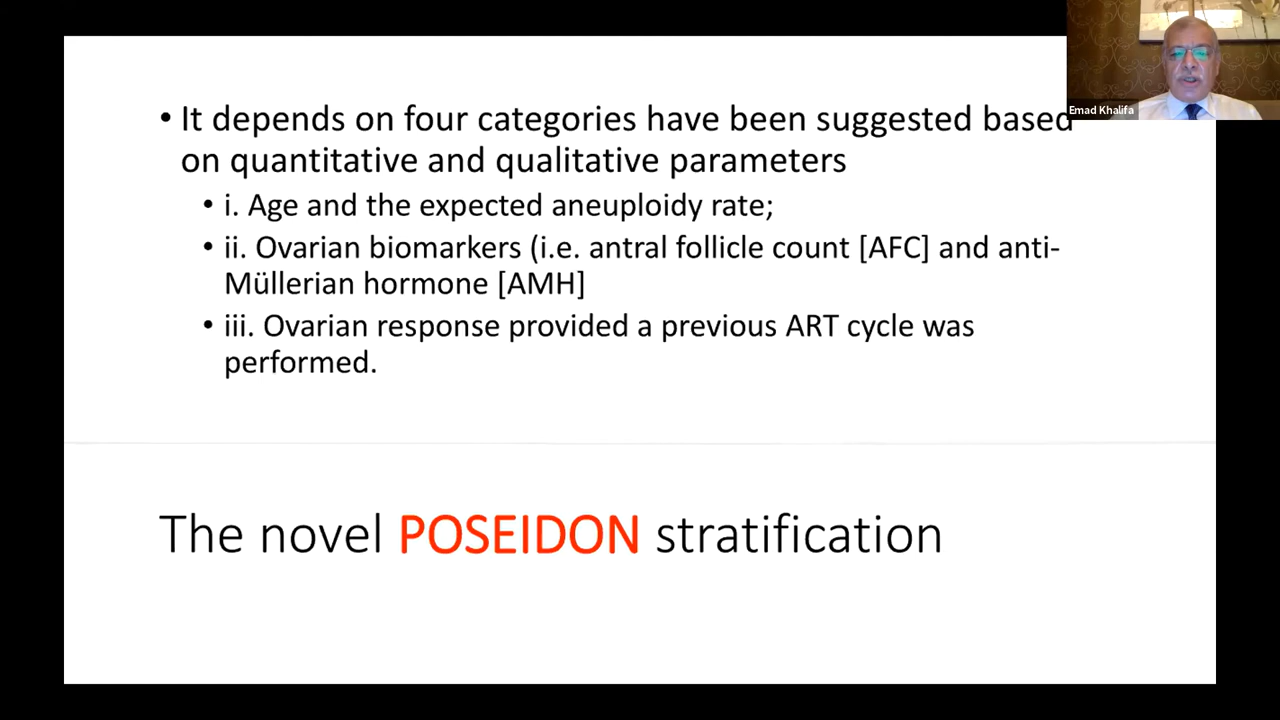 • It depends on four categories have been suggested based
on quantitative and qualitative parameters
• i. Age and the expected aneuploidy rate;
• ii. Ovarian biomarkers (i.e. antral follicle count [AFC] and anti-
Müllerian hormone [AMH]
• iii. Ovarian response provided a previous ART cycle was
performed.
The novel POSEIDON stratification
Emad Khalifa